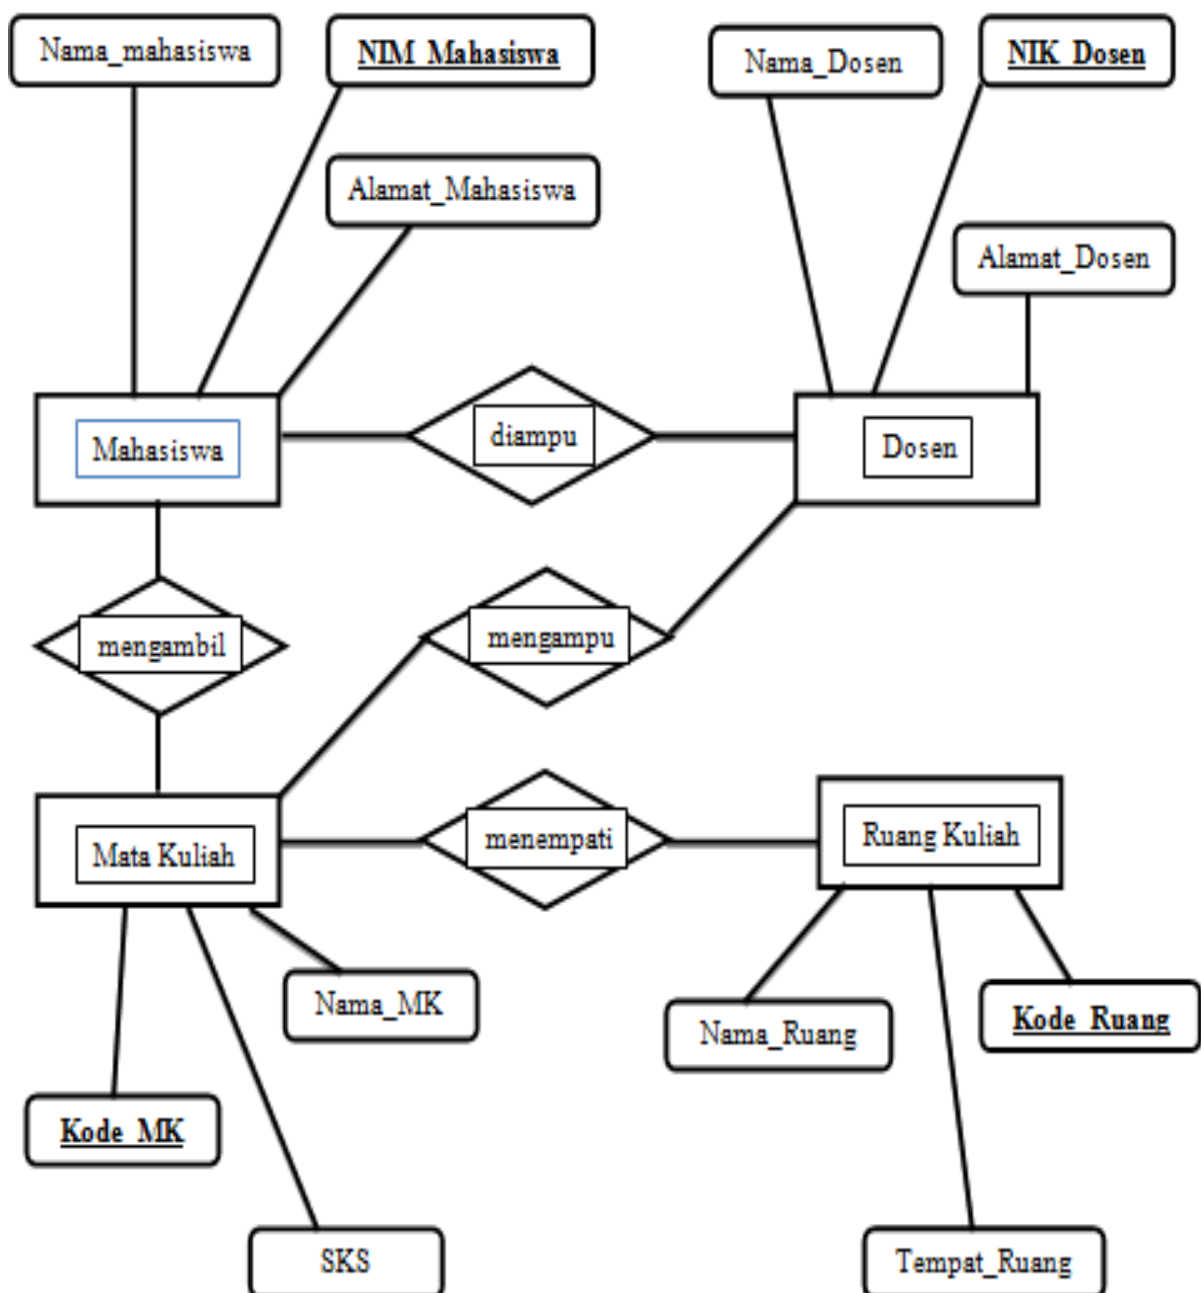 Nama_mahasiswa
NIM_Mahasiswa
Nama_Dosen
NIK_Dosen
Alamat_Mahasiswa
Alamat_Dosen
Mahasiswa
diampu
Dosen
mengambil
mengampu
Mata Kuliah
menempati
Ruang Kuliah
Nama_MK
Nama_Ruang
Kode_Ruang
Kode_MK
SKS
Tempat_Ruang